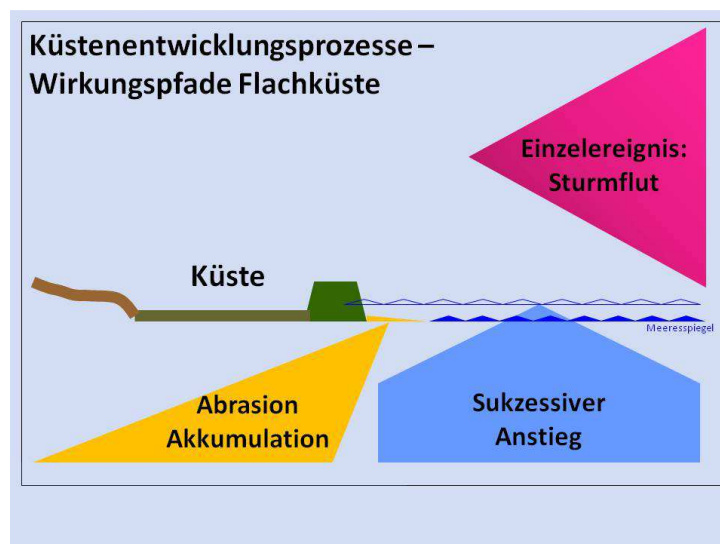 Küstenentwicklungsprozesse –
Wirkungspfade Flachküste
Einzelereignis:
Sturmflut
Küste
Meeresspiegel
Abrasion
Akkumulation
Sukzessiver
Anstieg